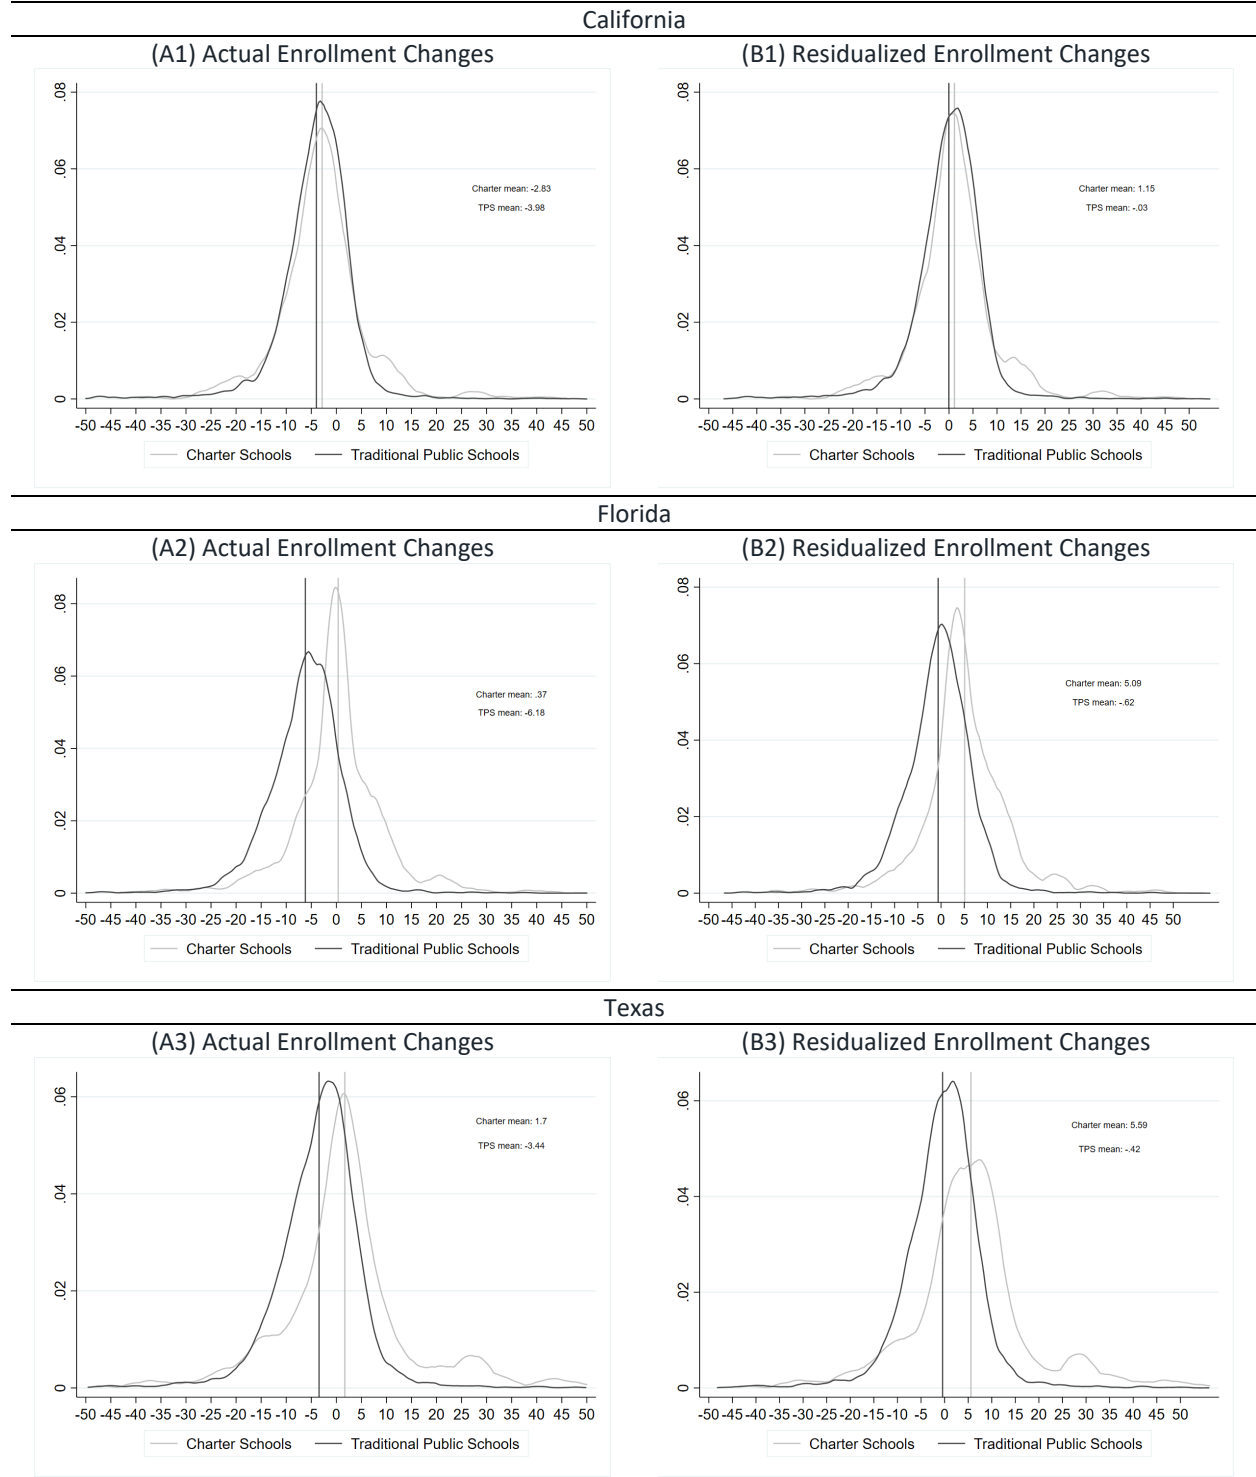 California
(A1) Actual Enrollment Changes
.08
.06
.04
.02
0
Charter mean: -2.83
TPS mean: -3.98
-50 -45 -40 -35 -30 -25 -20 -15 -10 -5 0 5 10 15 20 25 30 35 40 45 50
Charter Schools Traditional Public Schools
(B1) Residualized Enrollment Changes
.08
.06
.04
.02
0
Charter mean: 1.15
TPS mean: -.03
-50 -45 -40 -35 -30 -25 -20 -15 -10 -5 0 5 10 15 20 25 30 35 40 45 50
Charter Schools Traditional Public Schools
Florida
(A2) Actual Enrollment Changes
.08
.06
.04
.02
0
Charter mean: .37
TPS mean: -6.18
-50 -45 -40 -35 -30 -25 -20 -15 -10 -5 0 5 10 15 20 25 30 35 40 45 50
Charter Schools Traditional Public Schools
(B2) Residualized Enrollment Changes
.08
.06
.04
.02
0
Charter mean: 5.09
TPS mean: -.62
-50 -45 -40 -35 -30 -25 -20 -15 -10 -5 0 5 10 15 20 25 30 35 40 45 50
Charter Schools Traditional Public Schools
Texas
(A3) Actual Enrollment Changes
.06
.04
.02
0
Charter mean: 1.7
TPS mean: -3.44
-50 -45 -40 -35 -30 -25 -20 -15 -10 -5 0 5 10 15 20 25 30 35 40 45 50
Charter Schools Traditional Public Schools
(B3) Residualized Enrollment Changes
.06
.04
.02
0
Charter mean: 5.59
TPS mean: -.42
-50 -45 -40 -35 -30 -25 -20 -15 -10 -5 0 5 10 15 20 25 30 35 40 45 50
Charter Schools Traditional Public Schools